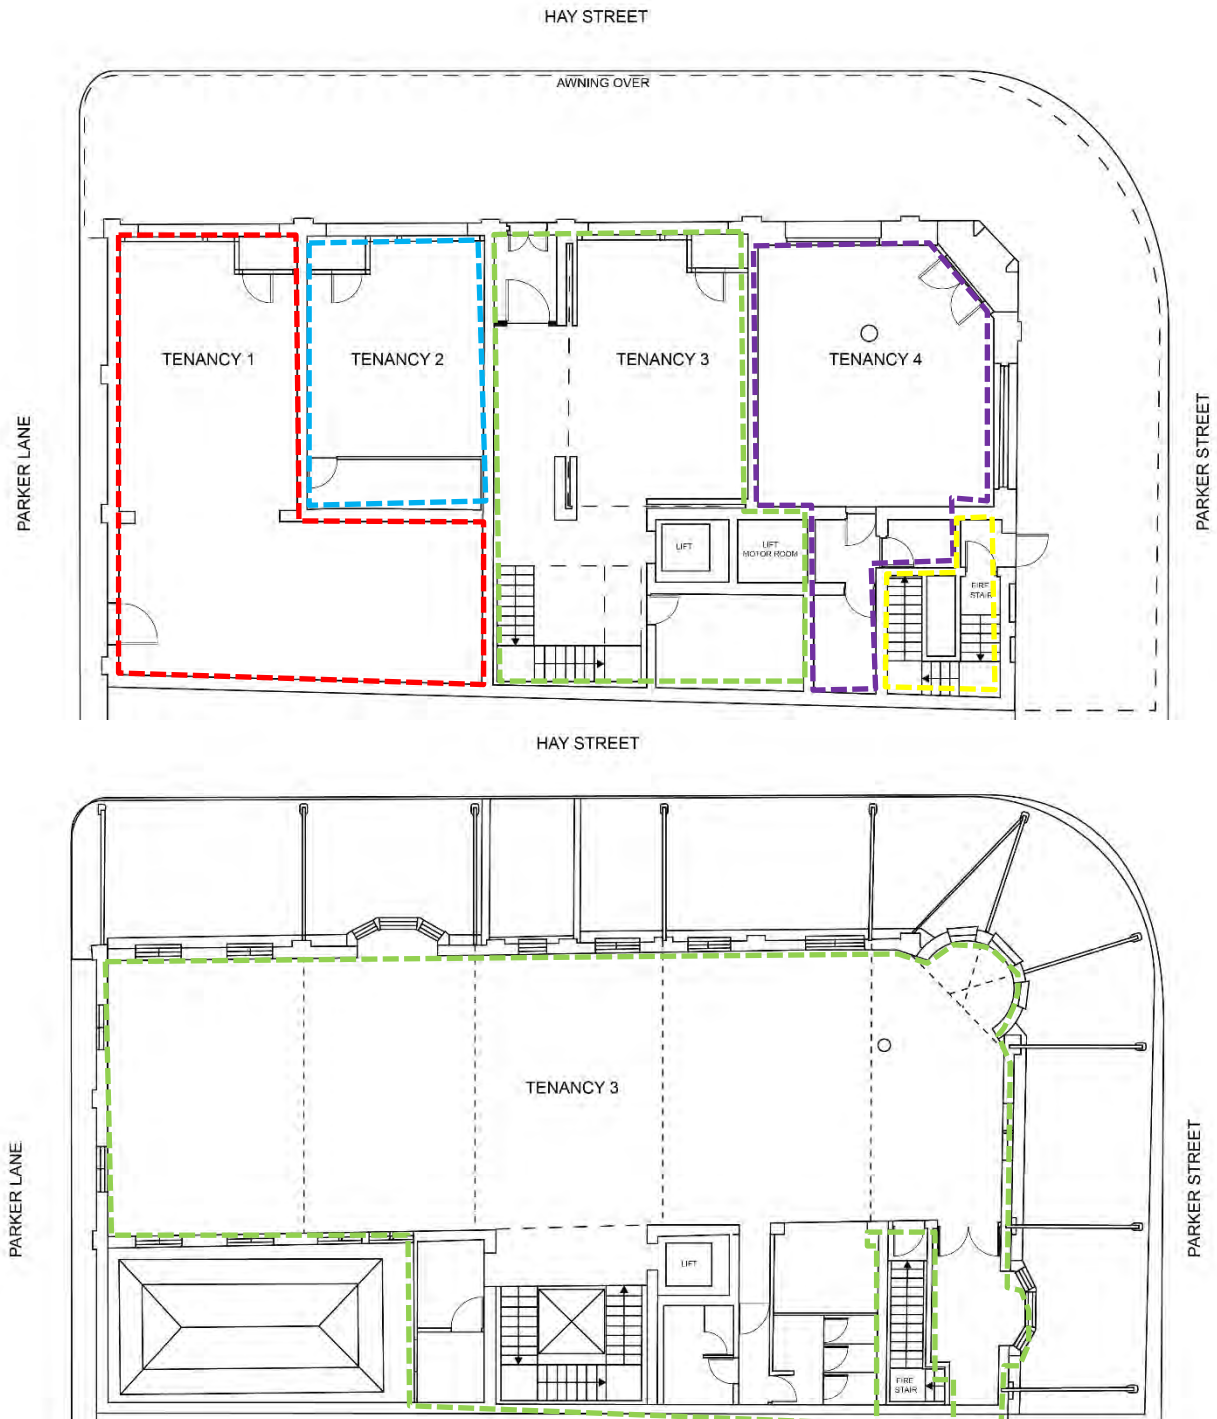 HAY STREET
AWNING OVER
TENANCY 1
TENANCY 2
TENANCY 3
TENANCY 4
PARKER LANE
PARKER STREET
LIFT
LIFT
MOTOR ROOM
FIRE
STAIR
HAY STREET
TENANCY 3
PARKER LANE
PARKER STREET
LIFT
FIRE
STAIR